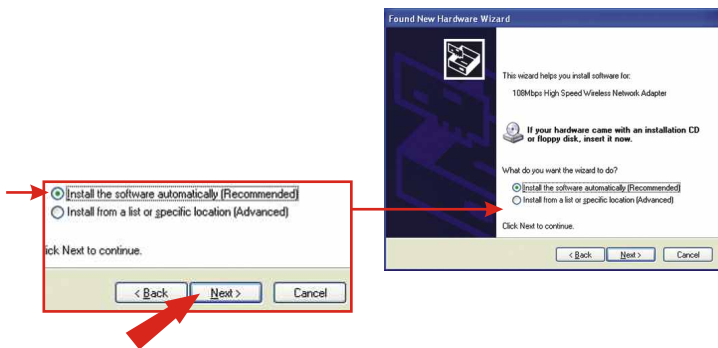 Found New Hardware Wizard
This wizard helps you install software for:
108Mbps High Speed Wireless Network Adapter
If your hardware came with an installation CD
or floppy disk, insert it now.
What do you want the wizard to do?
Install the software automatically (Recommended)
Install from a list or specific location (Advanced)
Click Next to continue.
< Back
Next >
Cancel
Install the software automatically (Recommended)
Install from a list or specific location (Advanced)
ick Next to continue.
< Back
Next >
Cancel